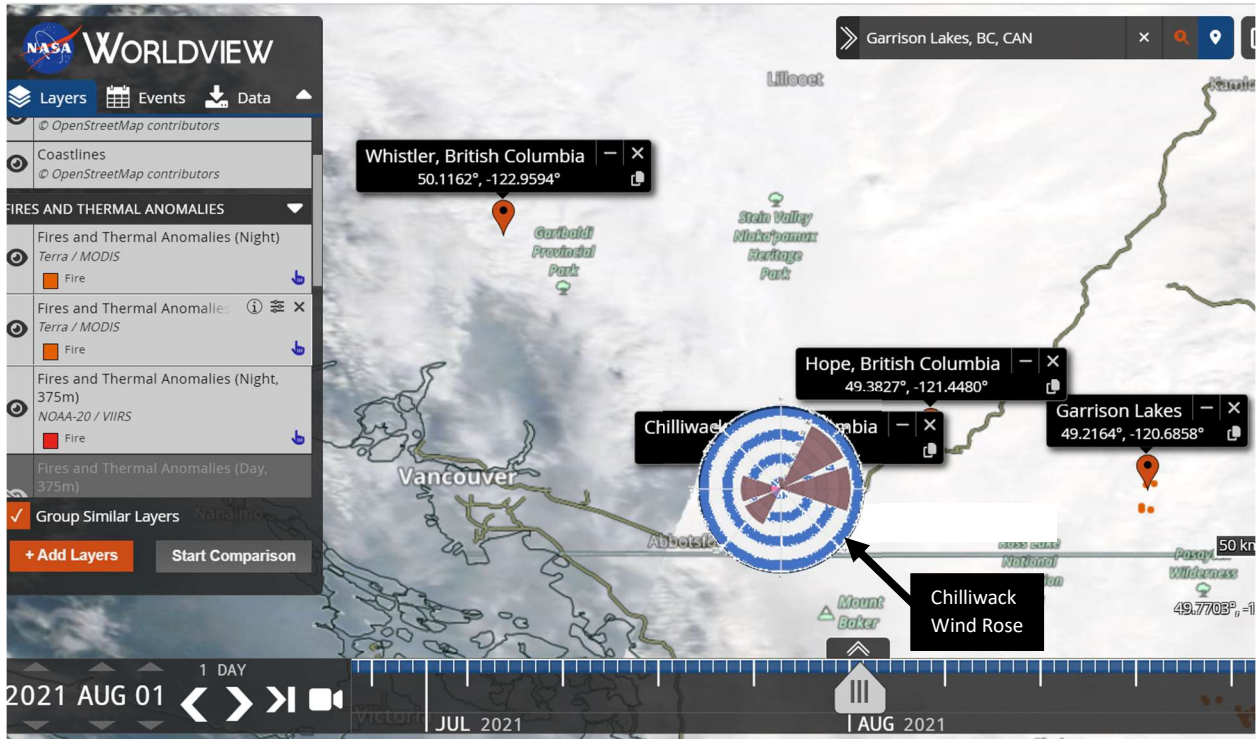 NASA WORLDVIEW
Layers Events Data
© OpenStreetMap contributors
Coastlines
© OpenStreetMap contributors
FIRES AND THERMAL ANOMALIES
Fires and Thermal Anomalies (Night)
Terra / MODIS
Fire
Fires and Thermal Anomalies
Terra / MODIS
Fire
Fires and Thermal Anomalies (Night,
375m)
NOAA-20 / VIIRS
Fire
Fires and Thermal Anomalies (Day,
375m)
Group Similar Layers
Nanaimo
+ Add Layers
Start Comparison
Garrison Lakes, BC, CAN
Lillooet
Whistler, British Columbia
50.1162°, -122.9594°
Garibaldi
Provincial
Park
Stein Valley
Nlaka'pamux
Heritage
Park
Hope, British Columbia
49.3827°, -121.4480°
Garrison Lakes
49.2164°, -120.6858°
Vancouver
Mount
Baker
National
Wilderness
50 km
Chilliwack
Wind Rose
49.7703°, -1
1 DAY
2021 AUG 01
Victoria
JUL 2021
AUG 2021